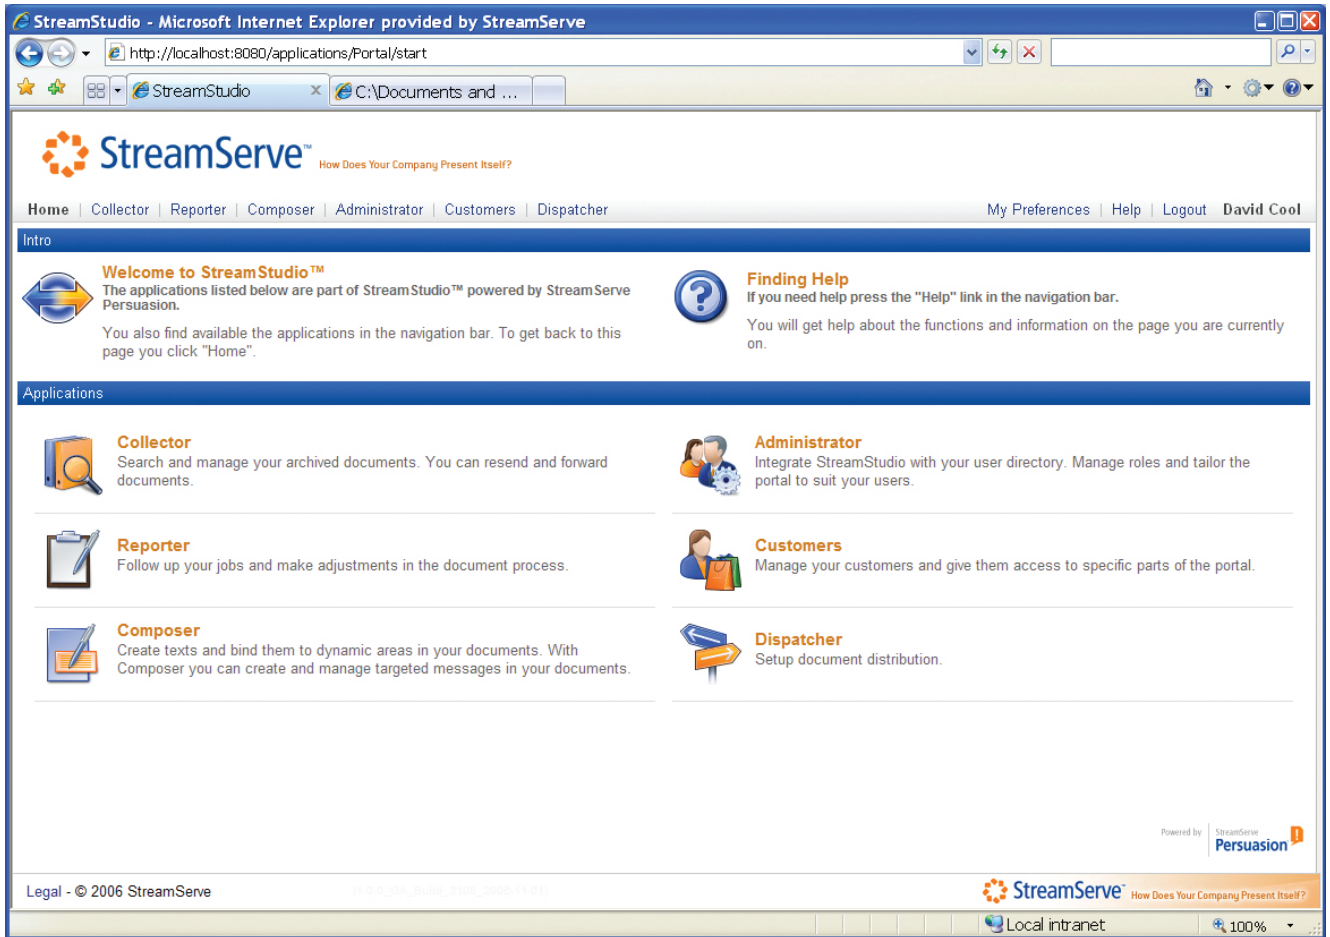 StreamStudio - Microsoft Internet Explorer provided by StreamServe
http://localhost:8080/applications/Portal/start
StreamStudio
C:\Documents and ...
StreamServe™ How Does Your Company Present Itself?
Home | Collector | Reporter | Composer | Administrator | Customers | Dispatcher
My Preferences | Help | Logout David Cool
Intro
Welcome to StreamStudio™
The applications listed below are part of StreamStudio™ powered by StreamServe
Persuasion.
You also find available the applications in the navigation bar. To get back to this
page you click "Home".
Finding Help
If you need help press the "Help" link in the navigation bar.
You will get help about the functions and information on the page you are currently
on.
Applications
Collector
Search and manage your archived documents. You can resend and forward
documents.
Administrator
Integrate StreamStudio with your user directory. Manage roles and tailor the
portal to suit your users.
Reporter
Follow up your jobs and make adjustments in the document process.
Customers
Manage your customers and give them access to specific parts of the portal.
Composer
Create texts and bind them to dynamic areas in your documents. With
Composer you can create and manage targeted messages in your documents.
Dispatcher
Setup document distribution.
Powered by
StreamServe
Persuasion
Legal - © 2006 StreamServe
StreamServe™ How Does Your Company Present Itself?
Local intranet
100%